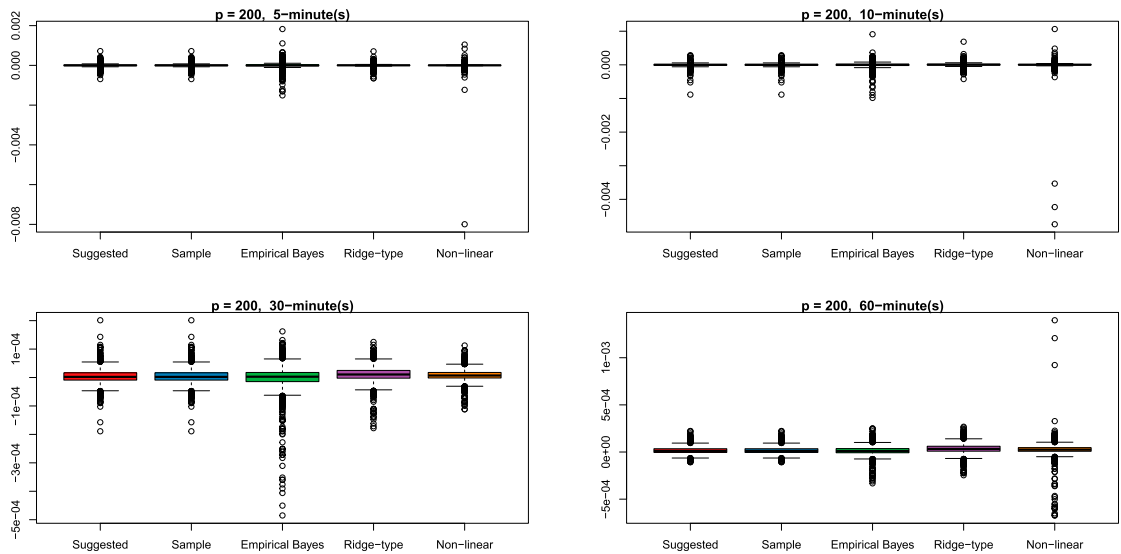 p = 200, 5−minute(s)
0.002
0.000
−0.004
−0.008
Suggested Sample Empirical Bayes Ridge−type Non−linear
p = 200, 10−minute(s)
0.000
−0.002
−0.004
Suggested Sample Empirical Bayes Ridge−type Non−linear
p = 200, 30−minute(s)
1e−04
−1e−04
−3e−04
−5e−04
Suggested Sample Empirical Bayes Ridge−type Non−linear
p = 200, 60−minute(s)
1e−03
5e−04
0e+00
−5e−04
Suggested Sample Empirical Bayes Ridge−type Non−linear